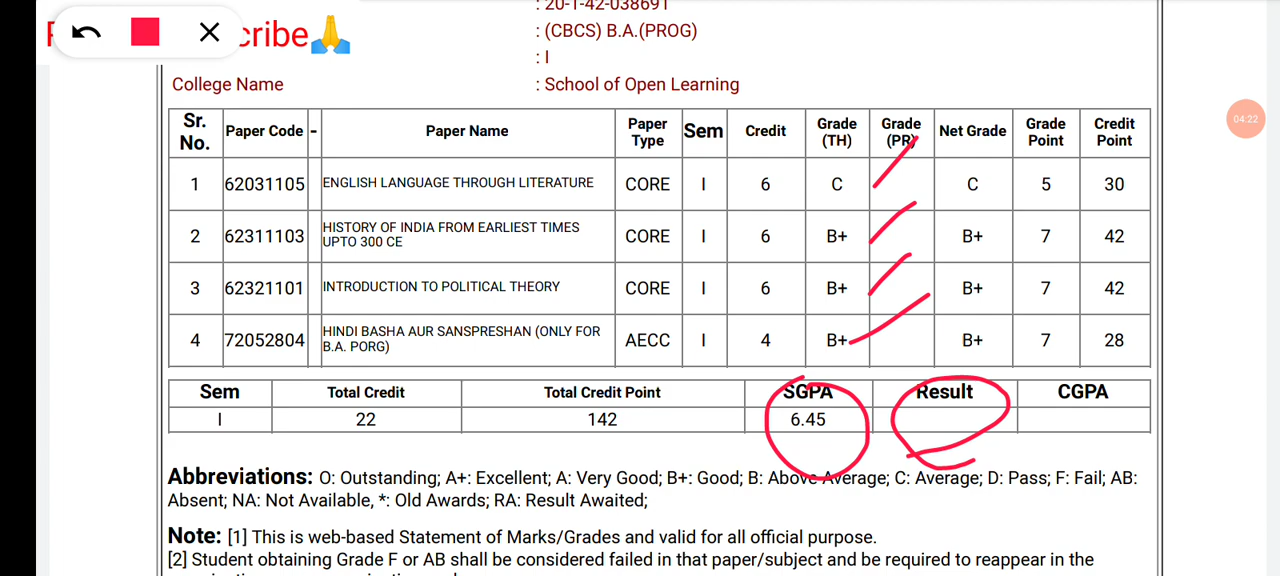 : 20-1-42-038691
cribe🙏
: (CBCS) B.A.(PROG)
: I
College Name : School of Open Learning
04:22
Sr. No. Paper Code - Paper Name Paper Type Sem Credit Grade (TH) Grade (PR) Net Grade Grade Point Credit Point
1 62031105 ENGLISH LANGUAGE THROUGH LITERATURE CORE I 6 C C 5 30
2 62311103 HISTORY OF INDIA FROM EARLIEST TIMES UPTO 300 CE CORE I 6 B+ B+ 7 42
3 62321101 INTRODUCTION TO POLITICAL THEORY CORE I 6 B+ B+ 7 42
4 72052804 HINDI BASHA AUR SANSPRESHAN (ONLY FOR B.A. PORG) AECC I 4 B+ B+ 7 28
Sem Total Credit Total Credit Point SGPA Result CGPA
I 22 142 6.45
Abbreviations: O: Outstanding; A+: Excellent; A: Very Good; B+: Good; B: Above Average; C: Average; D: Pass; F: Fail; AB:
Absent; NA: Not Available, *: Old Awards; RA: Result Awaited;
Note: [1] This is web-based Statement of Marks/Grades and valid for all official purpose.
[2] Student obtaining Grade F or AB shall be considered failed in that paper/subject and be required to reappear in the